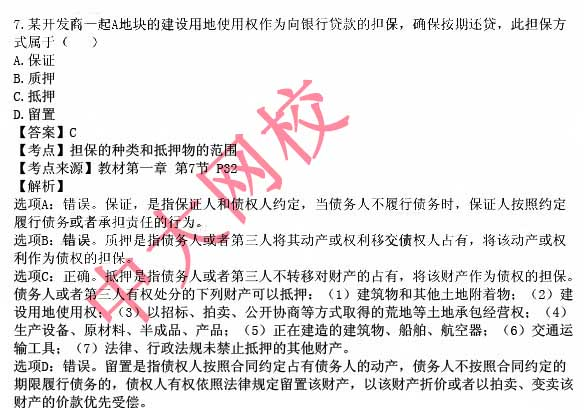 7.某开发商一起A地块的建设用地使用权作为向银行贷款的担保，确保按期还贷，此担保方
式属于（  ）
A.保证
B.质押
C.抵押
D.留置
【答案】C
【考点】担保的种类和抵押物的范围
【考点来源】教材第一章 第7节 P32
【解析】
选项A：错误。保证，是指保证人和债权人约定，当债务人不履行债务时，保证人按照约定
履行债务或者承担责任的行为。
选项B：错误。质押是指债务人或者第三人将其动产或权利移交债权人占有，将该动产或权
利作为债权的担保。
选项C：正确。抵押是指债务人或者第三人不转移对财产的占有，将该财产作为债权的担保。
债务人或者第三人有权处分的下列财产可以抵押：（1）建筑物和其他土地附着物；（2）建
设用地使用权；（3）以招标、拍卖、公开协商等方式取得的荒地等土地承包经营权；（4）
生产设备、原材料、半成品、产品；（5）正在建造的建筑物、船舶、航空器；（6）交通运
输工具；（7）法律、行政法规未禁止抵押的其他财产。
选项D：错误。留置是指债权人按照合同约定占有债务人的动产，债务人不按照合同约定的
期限履行债务的，债权人有权依照法律规定留置该财产，以该财产折价或者以拍卖、变卖该
财产的价款优先受偿。
中大网校